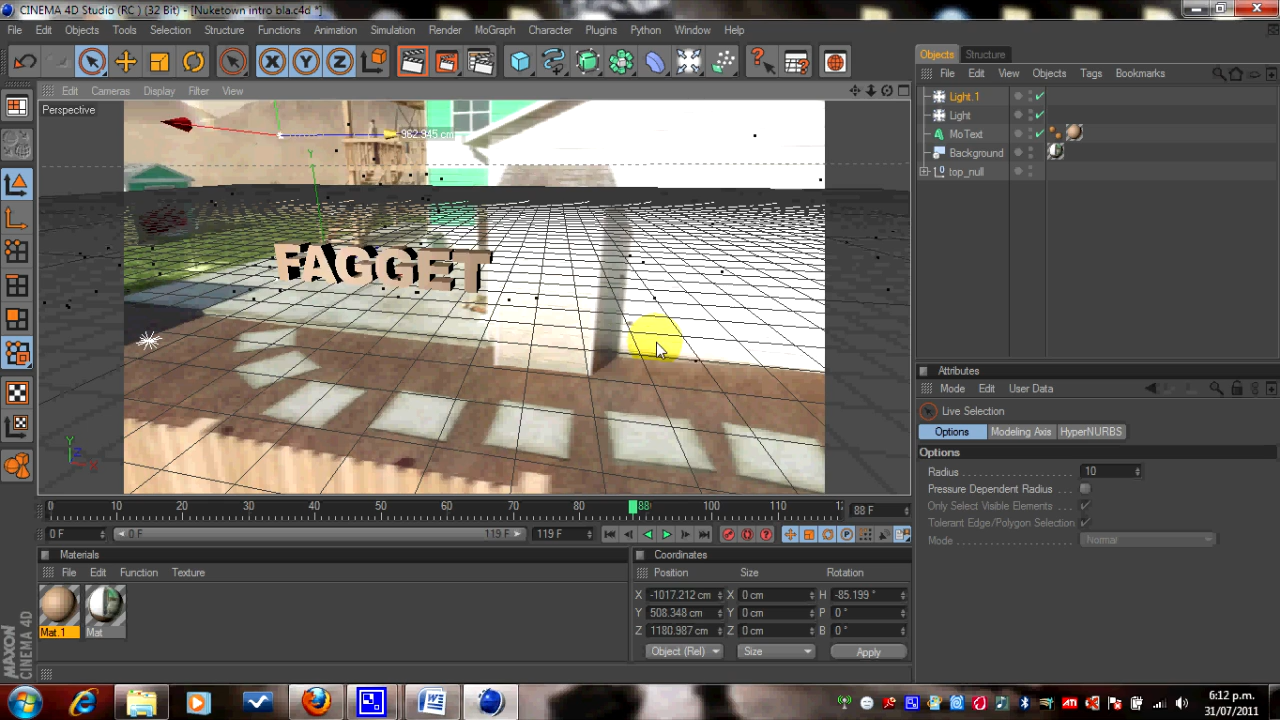 CINEMA 4D Studio (RC ) (32 Bit) - [Nuketown intro bla.c4d *]
File Edit Objects Tools Selection Structure Functions Animation Simulation Render MoGraph Character Plugins Python Window Help
Edit Cameras Display Filter View
Perspective
982.945 cm
Y
FAGGET
Y
Z
X
0 10 20 30 40 50 60 70 80 88 100 110 12
88 F
0 F
0 F
119 F
119 F
Materials
File Edit Function Texture
Mat.1 Mat
MAXON
CINEMA 4D
Coordinates
Position Size Rotation
X -1017.212 cm X 0 cm H -85.199 °
Y 508.348 cm Y 0 cm P 0 °
Z 1180.987 cm Z 0 cm B 0 °
Object (Rel) Size Apply
Objects Structure
File Edit View Objects Tags Bookmarks
Light.1
Light
MoText
Background
top_null
Attributes
Mode Edit User Data
Live Selection
Options Modeling Axis HyperNURBS
Options
Radius 10
Pressure Dependent Radius
Only Select Visible Elements
Tolerant Edge/Polygon Selection
Mode Normal
6:12 p.m.
31/07/2011